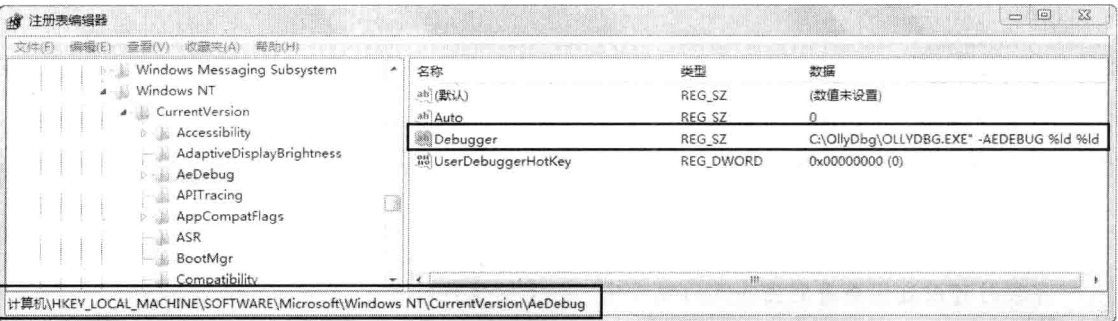 注册表编辑器
文件(F) 编辑(E) 查看(V) 收藏夹(A) 帮助(H)
Windows Messaging Subsystem
Windows NT
CurrentVersion
Accessibility
AdaptiveDisplayBrightness
AeDebug
APITracing
AppCompatFlags
ASR
BootMgr
Compatibility
名称 类型 数据
ab (默认) REG_SZ (数值未设置)
ab Auto REG_SZ 0
ab Debugger REG_SZ C:\OllyDbg\OLLYDBG.EXE" -AEDEBUG %ld %ld
UserDebuggerHotKey REG_DWORD 0x00000000 (0)
计算机\HKEY_LOCAL_MACHINE\SOFTWARE\Microsoft\Windows NT\CurrentVersion\AeDebug